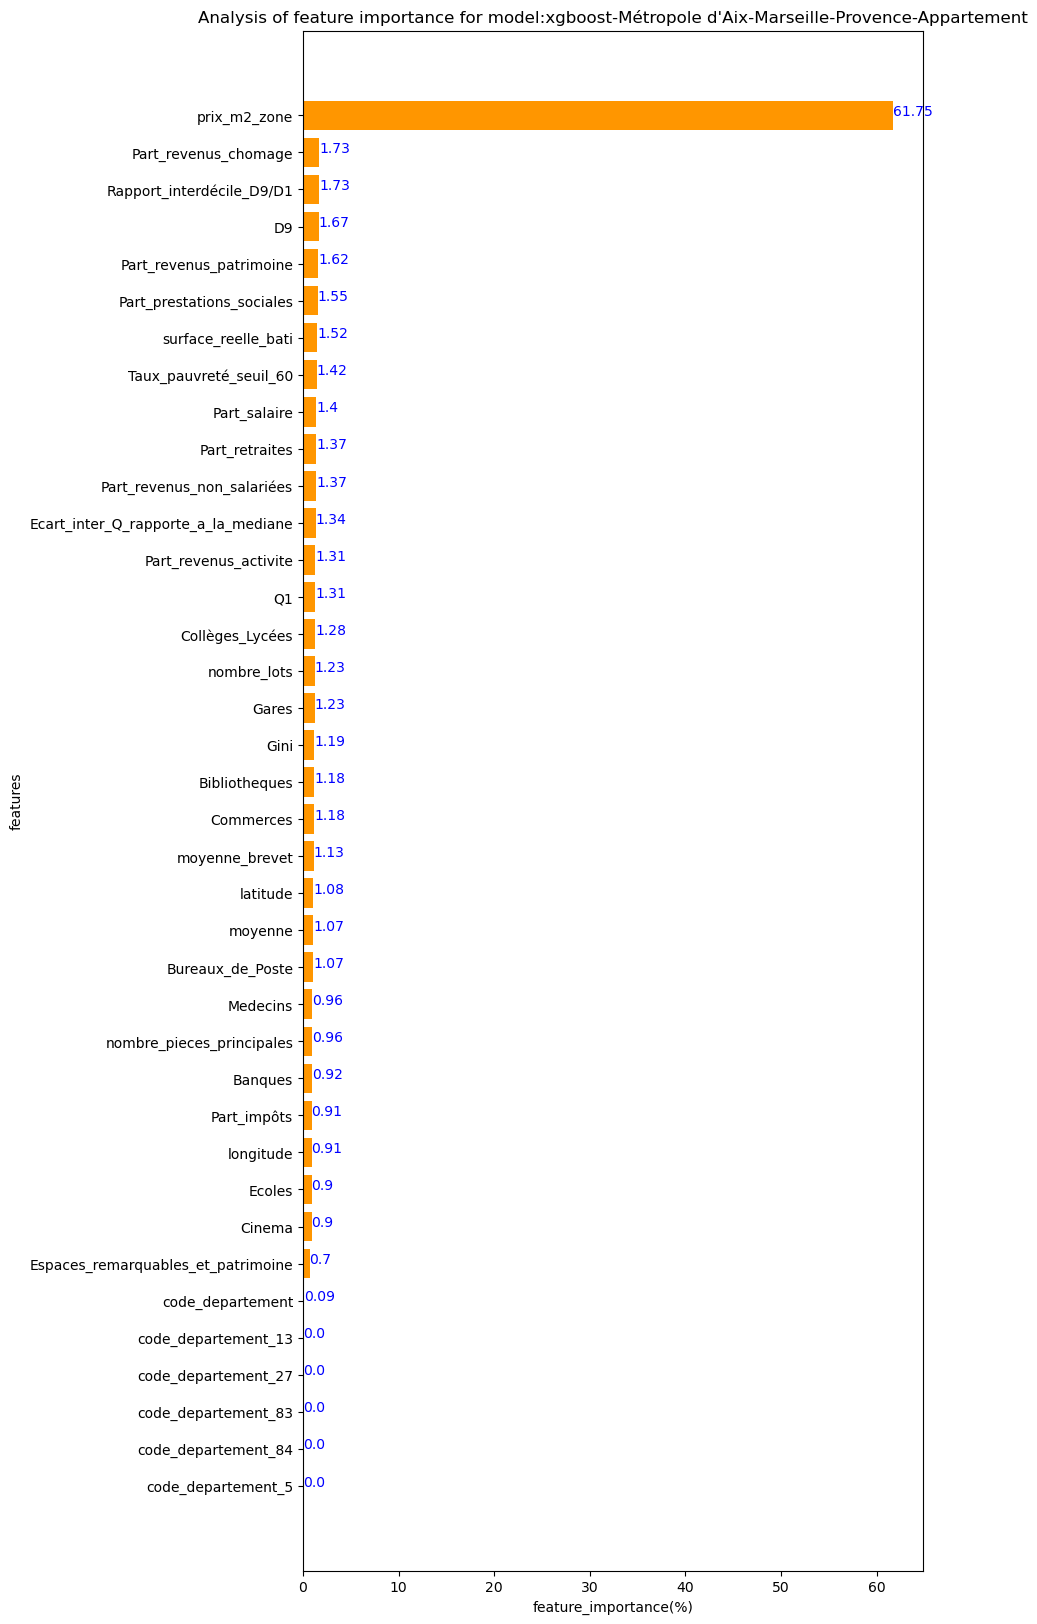 Analysis of feature importance for model:xgboost-Métropole d'Aix-Marseille-Provence-Appartement
prix_m2_zone 61.75
Part_revenus_chomage 1.73
Rapport_interdécile_D9/D1 1.73
D9 1.67
Part_revenus_patrimoine 1.62
Part_prestations_sociales 1.55
surface_reelle_bati 1.52
Taux_pauvreté_seuil_60 1.42
Part_salaire 1.4
Part_retraites 1.37
Part_revenus_non_salariées 1.37
Ecart_inter_Q_rapporte_a_la_mediane 1.34
Part_revenus_activite 1.31
Q1 1.31
Collèges_Lycées 1.28
nombre_lots 1.23
Gares 1.23
Gini 1.19
Bibliotheques 1.18
features
Commerces 1.18
moyenne_brevet 1.13
latitude 1.08
moyenne 1.07
Bureaux_de_Poste 1.07
Medecins 0.96
nombre_pieces_principales 0.96
Banques 0.92
Part_impôts 0.91
longitude 0.91
Ecoles 0.9
Cinema 0.9
Espaces_remarquables_et_patrimoine 0.7
code_departement 0.09
code_departement_13 0.0
code_departement_27 0.0
code_departement_83 0.0
code_departement_84 0.0
code_departement_5 0.0
0 10 20 30 40 50 60
feature_importance(%)